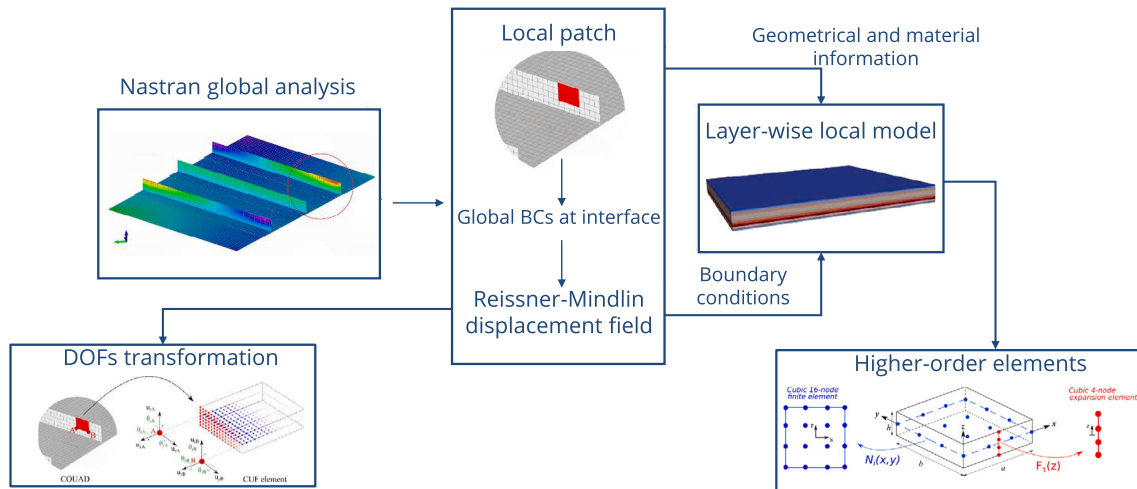 Nastran global analysis
Local patch
Global BCs at interface
Reissner-Mindlin
displacement field
Geometrical and material
information
Layer-wise local model
Boundary
conditions
DOFs transformation
A
B
COUAD
A
B
CUF element
Higher-order elements
Cubic 16-node
finite element
r
s
Nᵢ(x,y)
y
h
z
x
b
a
Fτ(z)
Cubic 4-node
expansion element
z